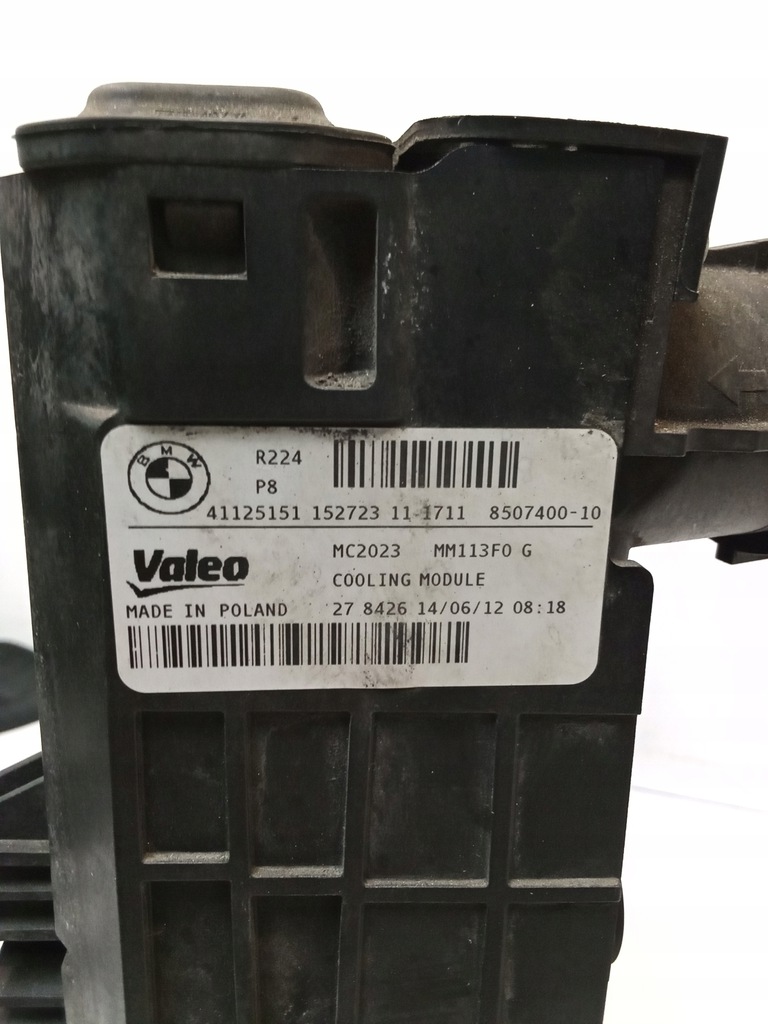 BMW
R224
P8
41125151 152723 11-1711 8507400-10
Valeo
MC2023 MM113F0 G
COOLING MODULE
MADE IN POLAND 27 8426 14/06/12 08:18